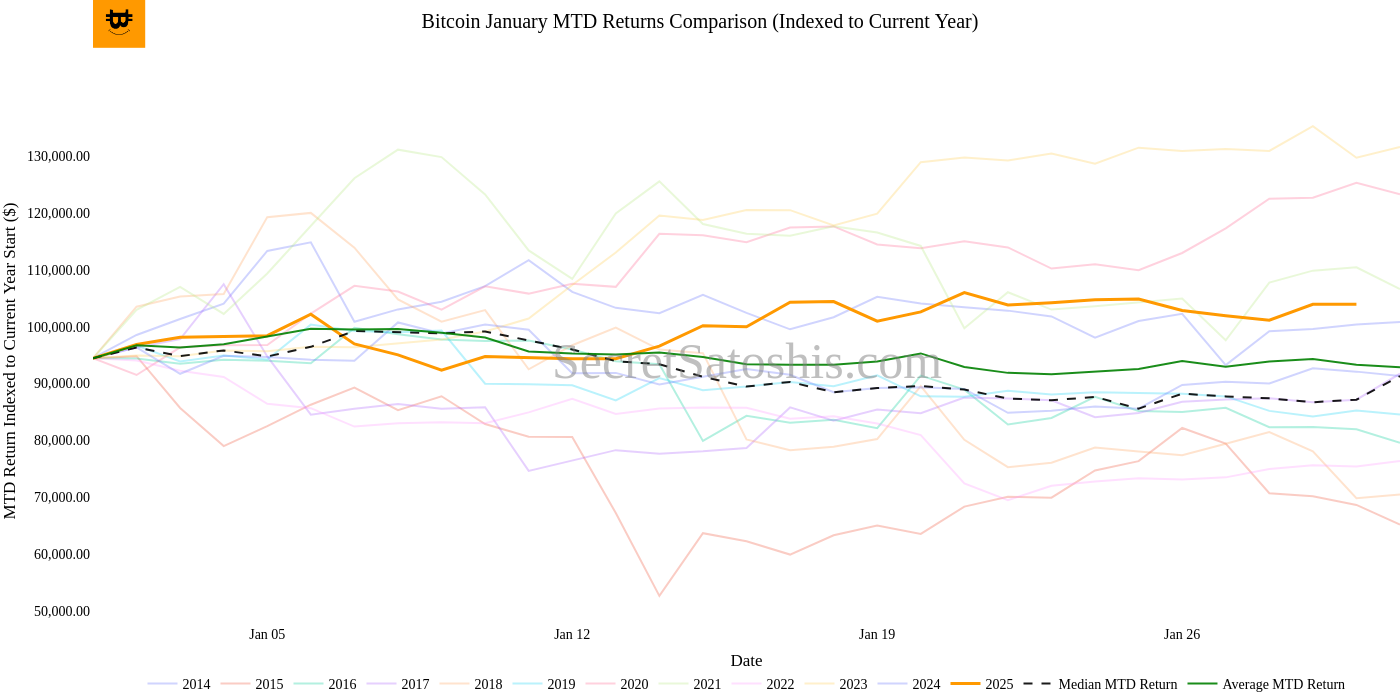 Bitcoin January MTD Returns Comparison (Indexed to Current Year)
MTD Return Indexed to Current Year Start ($)
130,000.00
120,000.00
110,000.00
100,000.00
90,000.00
80,000.00
70,000.00
60,000.00
50,000.00
SecretSatoshis.com
Jan 05 Jan 12 Jan 19 Jan 26
Date
2014 2015 2016 2017 2018 2019 2020 2021 2022 2023 2024 2025 Median MTD Return Average MTD Return